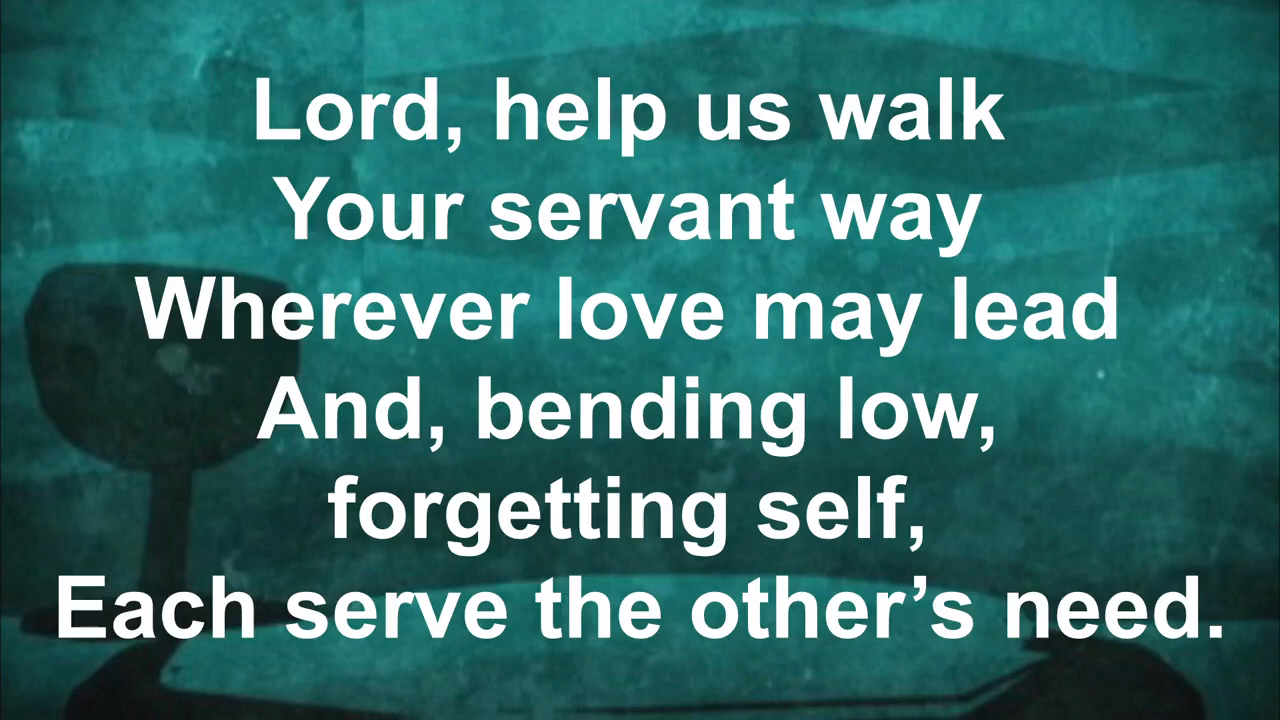 Lord, help us walk
Your servant way
Wherever love may lead
And, bending low,
forgetting self,
Each serve the other’s need.